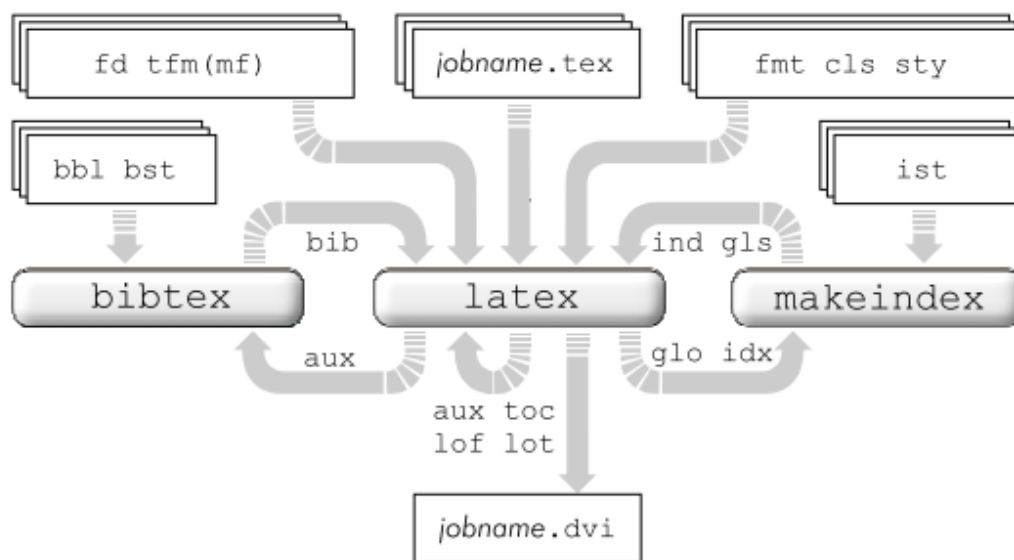 fd tfm(mf)
jobname.tex
fmt cls sty
bbl bst
ist
bib
ind gls
bibtex
latex
makeindex
aux
glo idx
aux toc
lof lot
jobname.dvi